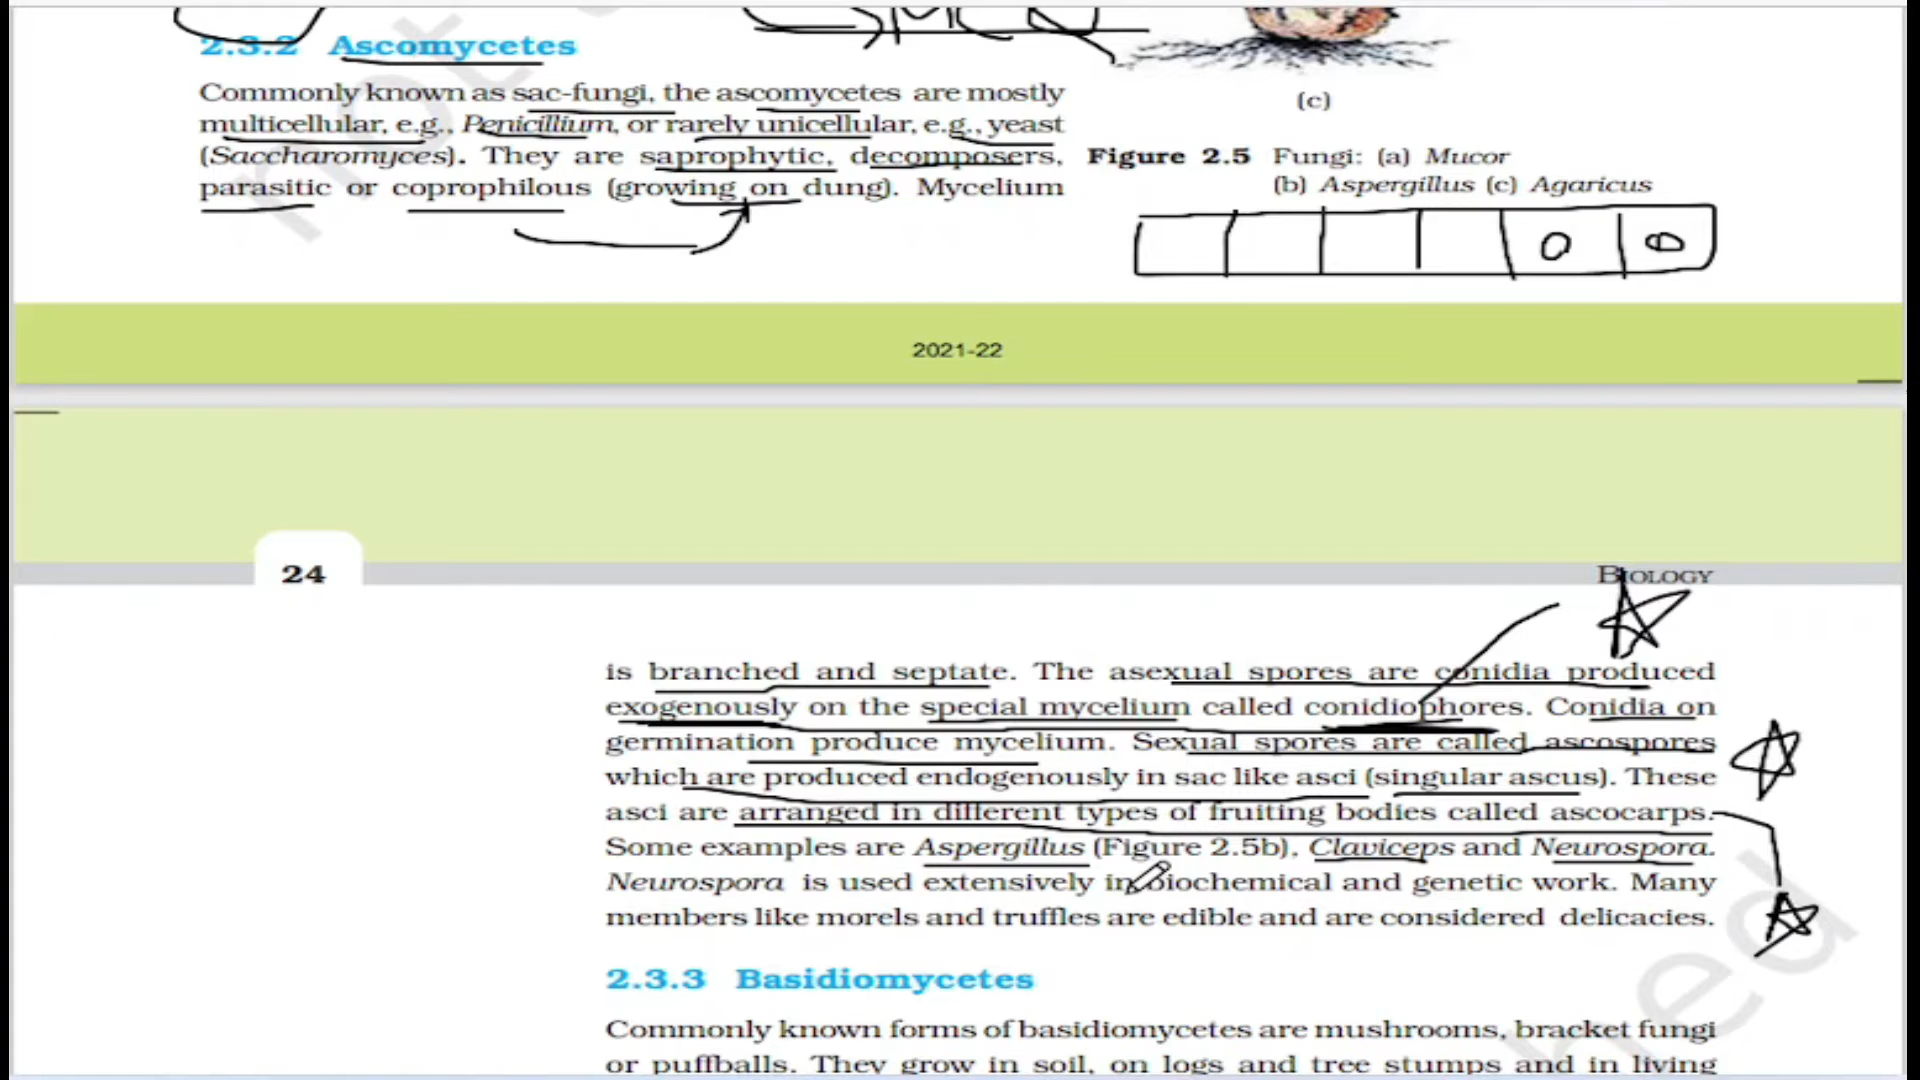 2.3.2 Ascomycetes
Commonly known as sac-fungi, the ascomycetes are mostly
multicellular, e.g., Penicillium, or rarely unicellular, e.g., yeast
(Saccharomyces). They are saprophytic, decomposers,
parasitic or coprophilous (growing on dung). Mycelium
(c)
Figure 2.5 Fungi: (a) Mucor
(b) Aspergillus (c) Agaricus
2021-22
24
BIOLOGY
is branched and septate. The asexual spores are conidia produced
exogenously on the special mycelium called conidiophores. Conidia on
germination produce mycelium. Sexual spores are called ascospores
which are produced endogenously in sac like asci (singular ascus). These
asci are arranged in different types of fruiting bodies called ascocarps.
Some examples are Aspergillus (Figure 2.5b), Claviceps and Neurospora.
Neurospora is used extensively in biochemical and genetic work. Many
members like morels and truffles are edible and are considered delicacies.
2.3.3 Basidiomycetes
Commonly known forms of basidiomycetes are mushrooms, bracket fungi
or puffballs. They grow in soil, on logs and tree stumps and in living